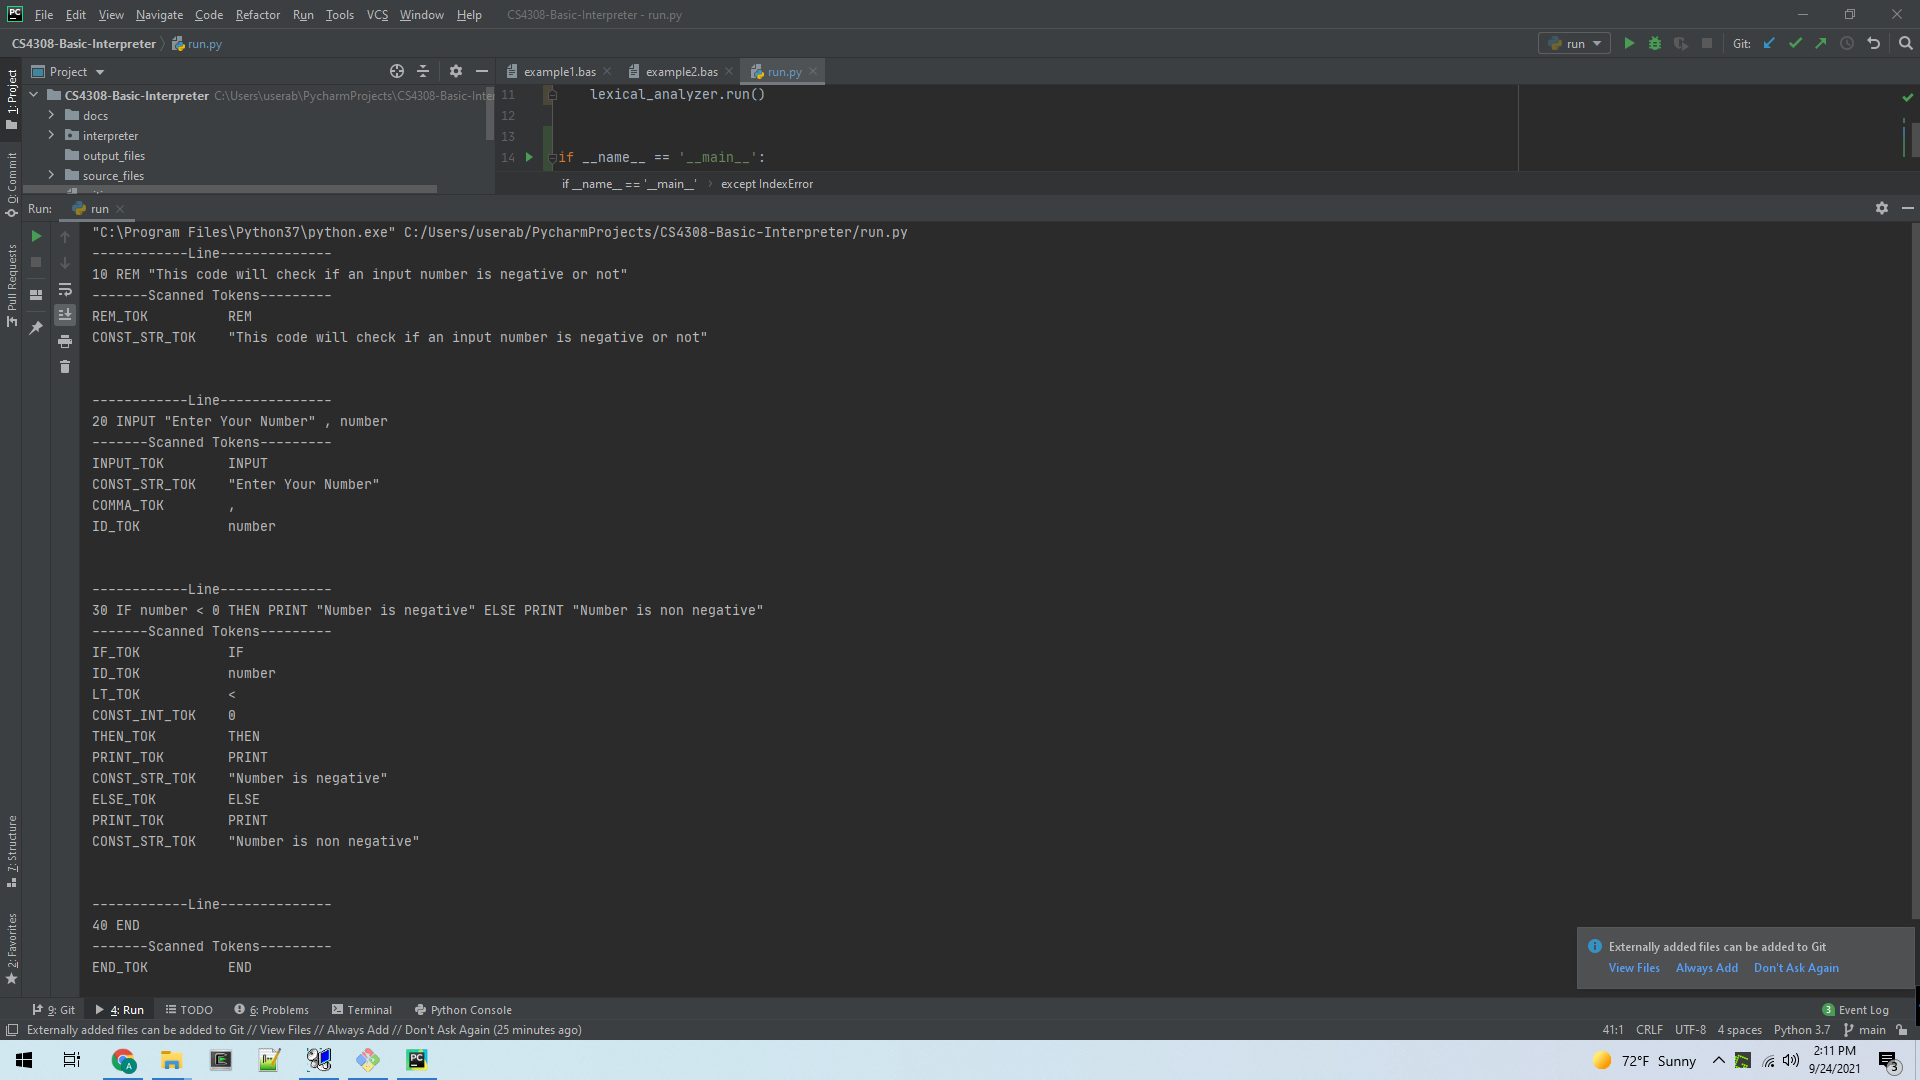 PC File Edit View Navigate Code Refactor Run Tools VCS Window Help CS4308-Basic-Interpreter - run.py
CS4308-Basic-Interpreter run.py run Git:
Project example1.bas example2.bas run.py
1: Project
CS4308-Basic-Interpreter C:\Users\userab\PycharmProjects\CS4308-Basic-Inter
docs
interpreter
output_files
source_files
11 lexical_analyzer.run()
12
13
14 if __name__ == '__main__':
if __name__ == '__main__' › except IndexError
0: Commit
Pull Requests
7: Structure
2: Favorites
Run: run
"C:\Program Files\Python37\python.exe" C:/Users/userab/PycharmProjects/CS4308-Basic-Interpreter/run.py
------------Line--------------
10 REM "This code will check if an input number is negative or not"
-------Scanned Tokens---------
REM_TOK REM
CONST_STR_TOK "This code will check if an input number is negative or not"
------------Line--------------
20 INPUT "Enter Your Number" , number
-------Scanned Tokens---------
INPUT_TOK INPUT
CONST_STR_TOK "Enter Your Number"
COMMA_TOK ,
ID_TOK number
------------Line--------------
30 IF number < 0 THEN PRINT "Number is negative" ELSE PRINT "Number is non negative"
-------Scanned Tokens---------
IF_TOK IF
ID_TOK number
LT_TOK <
CONST_INT_TOK 0
THEN_TOK THEN
PRINT_TOK PRINT
CONST_STR_TOK "Number is negative"
ELSE_TOK ELSE
PRINT_TOK PRINT
CONST_STR_TOK "Number is non negative"
------------Line--------------
40 END
-------Scanned Tokens---------
END_TOK END
Externally added files can be added to Git
View Files Always Add Don't Ask Again
9: Git 4: Run TODO 6: Problems Terminal Python Console 3 Event Log
Externally added files can be added to Git // View Files // Always Add // Don't Ask Again (25 minutes ago) 41:1 CRLF UTF-8 4 spaces Python 3.7 main
72°F Sunny
2:11 PM
9/24/2021
3